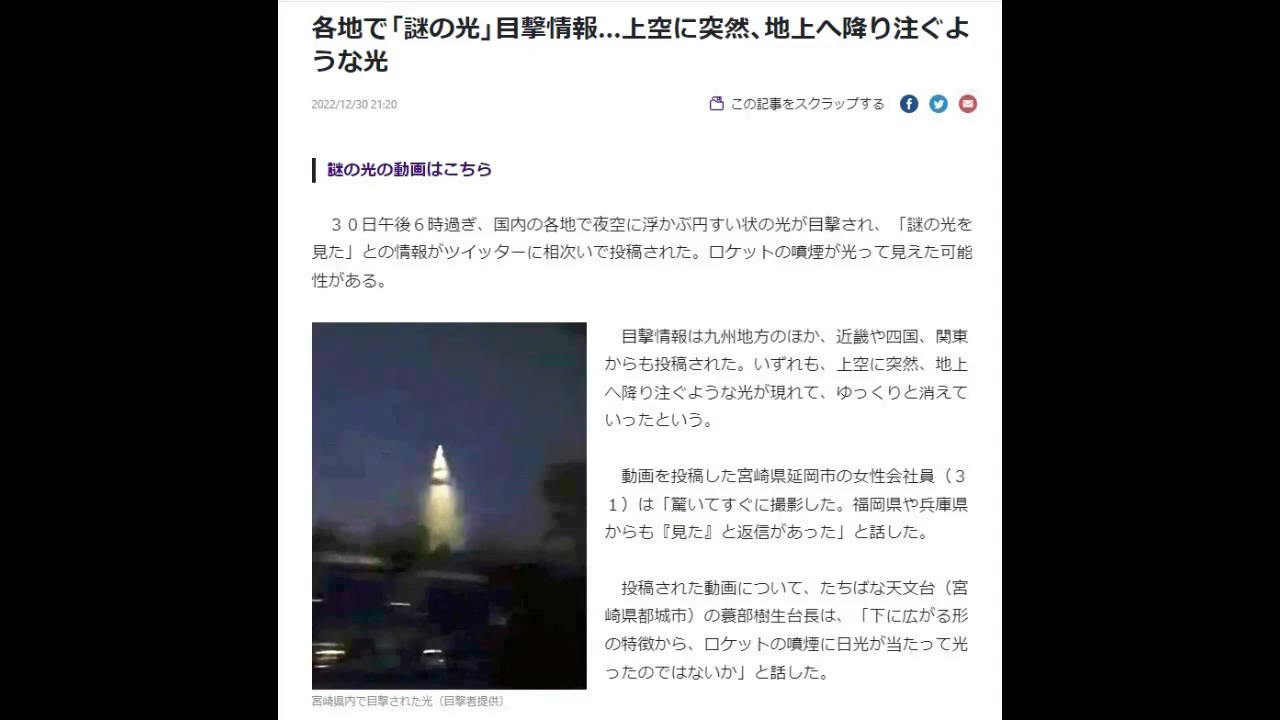 各地で「謎の光」目撃情報…上空に突然、地上へ降り注ぐよ
うな光
2022/12/30 21:20
この記事をスクラップする
謎の光の動画はこちら
３０日午後６時過ぎ、国内の各地で夜空に浮かぶ円すい状の光が目撃され、「謎の光を
見た」との情報がツイッターに相次いで投稿された。ロケットの噴煙が光って見えた可能
性がある。
目撃情報は九州地方のほか、近畿や四国、関東
からも投稿された。いずれも、上空に突然、地上
へ降り注ぐような光が現れて、ゆっくりと消えて
いったという。
動画を投稿した宮崎県延岡市の女性会社員（３
１）は「驚いてすぐに撮影した。福岡県や兵庫県
からも『見た』と返信があった」と話した。
投稿された動画について、たちばな天文台（宮
崎県都城市）の蓑部樹生台長は、「下に広がる形
の特徴から、ロケットの噴煙に日光が当たって光
ったのではないか」と話した。
宮崎県内で目撃された光（目撃者提供）